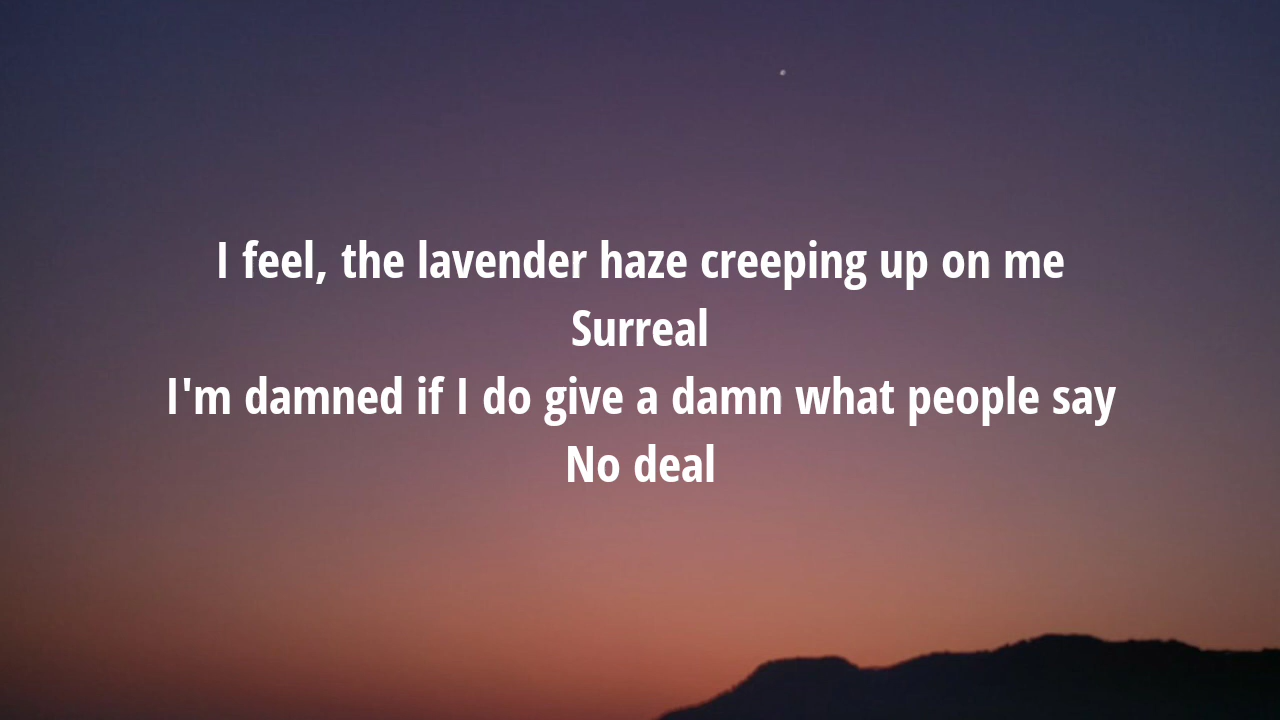 I feel, the lavender haze creeping up on me
Surreal
I'm damned if I do give a damn what people say
No deal